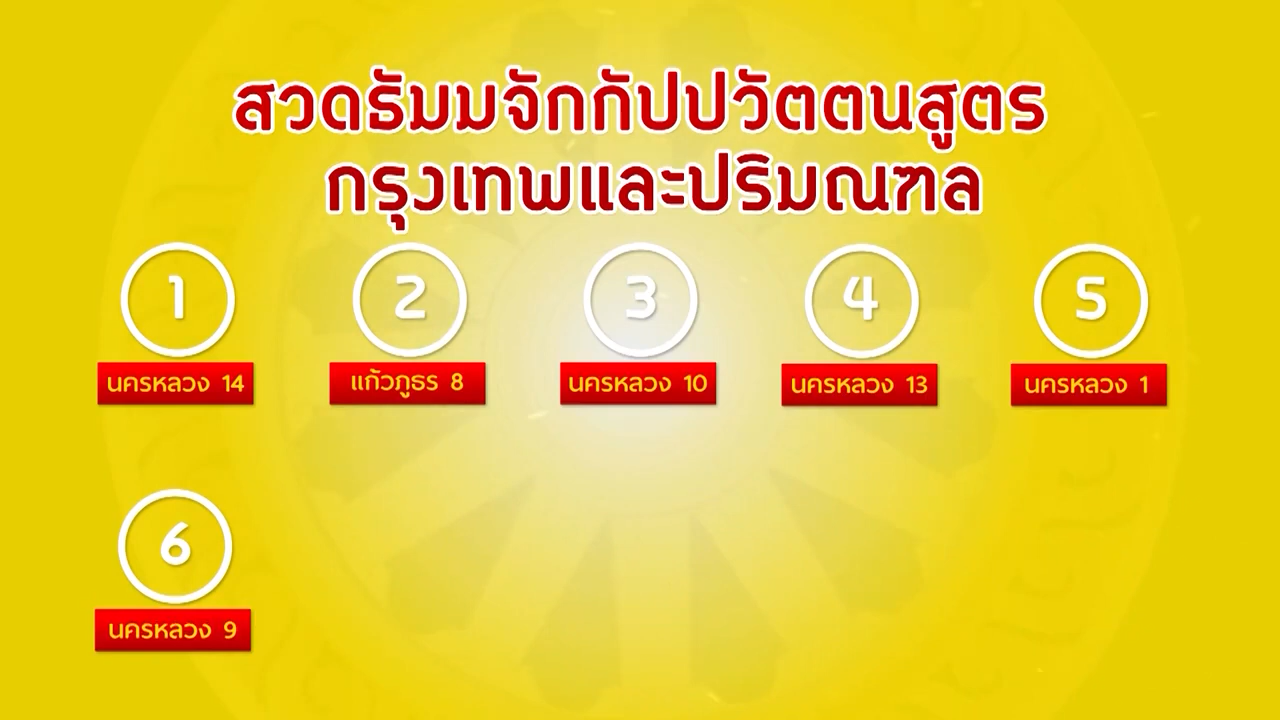 สวดธัมมจักกัปปวัตตนสูตร
กรุงเทพและปริมณฑล
1 2 3 4 5
นครหลวง 14 แก้วภูธร 8 นครหลวง 10 นครหลวง 13 นครหลวง 1
6
นครหลวง 9